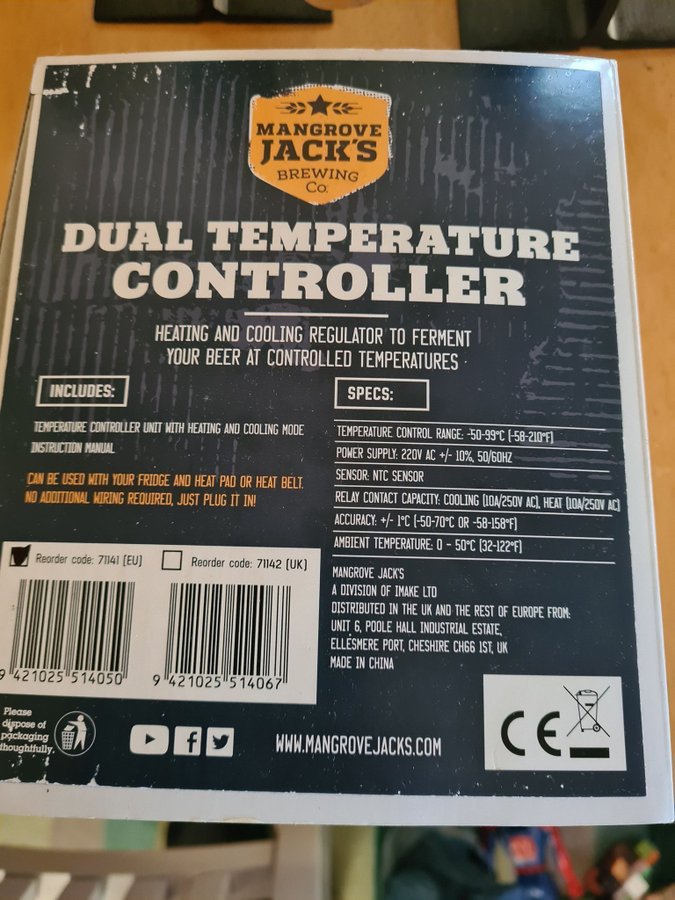 MANGROVE
JACK'S
BREWING
Co.
DUAL TEMPERATURE
CONTROLLER
HEATING AND COOLING REGULATOR TO FERMENT
YOUR BEER AT CONTROLLED TEMPERATURES
INCLUDES:
TEMPERATURE CONTROLLER UNIT WITH HEATING AND COOLING MODE
INSTRUCTION MANUAL
CAN BE USED WITH YOUR FRIDGE AND HEAT PAD OR HEAT BELT.
NO ADDITIONAL WIRING REQUIRED, JUST PLUG IT IN!
SPECS:
TEMPERATURE CONTROL RANGE: -50-99°C (-58-210°F)
POWER SUPPLY: 220V AC +/- 10%, 50/60HZ
SENSOR: NTC SENSOR
RELAY CONTACT CAPACITY: COOLING (10A/250V AC), HEAT (10A/250V AC)
ACCURACY: +/- 1°C (-50-70°C OR -58-158°F)
AMBIENT TEMPERATURE: 0 - 50°C (32-122°F)
MANGROVE JACK'S
A DIVISION OF IMAKE LTD
DISTRIBUTED IN THE UK AND THE REST OF EUROPE FROM:
UNIT 6, POOLE HALL INDUSTRIAL ESTATE,
ELLESMERE PORT, CHESHIRE CH66 1ST, UK
MADE IN CHINA
Reorder code: 71141 (EU)
Reorder code: 71142 (UK)
9 421025 514050
9 421025 514067
Please
dispose of
packaging
thoughtfully.
WWW.MANGROVEJACKS.COM
CE